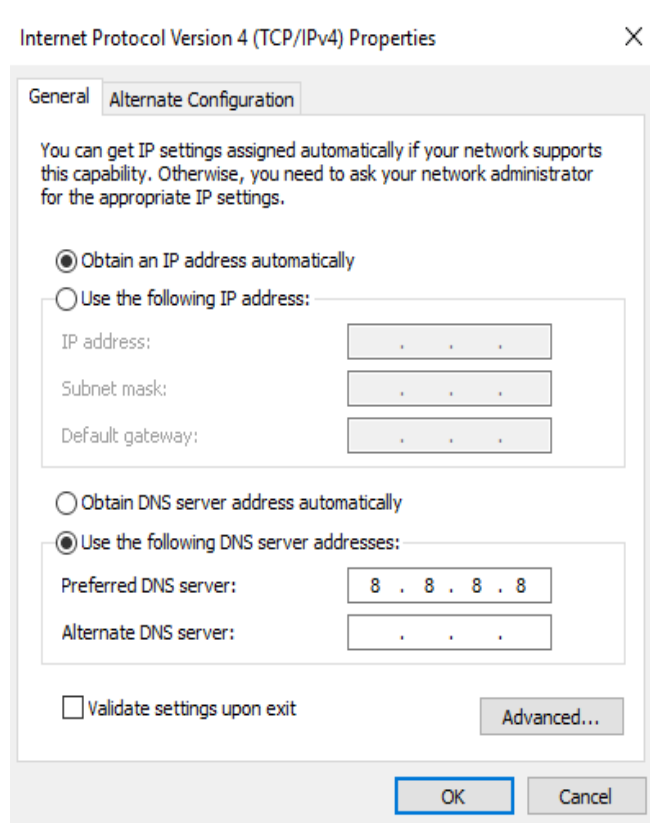 Internet Protocol Version 4 (TCP/IPv4) Properties
General
Alternate Configuration
You can get IP settings assigned automatically if your network supports
this capability. Otherwise, you need to ask your network administrator
for the appropriate IP settings.
Obtain an IP address automatically
Use the following IP address:
IP address: . . .
Subnet mask: . . .
Default gateway: . . .
Obtain DNS server address automatically
Use the following DNS server addresses:
Preferred DNS server: 8 . 8 . 8 . 8
Alternate DNS server: . . .
Validate settings upon exit
Advanced...
OK
Cancel